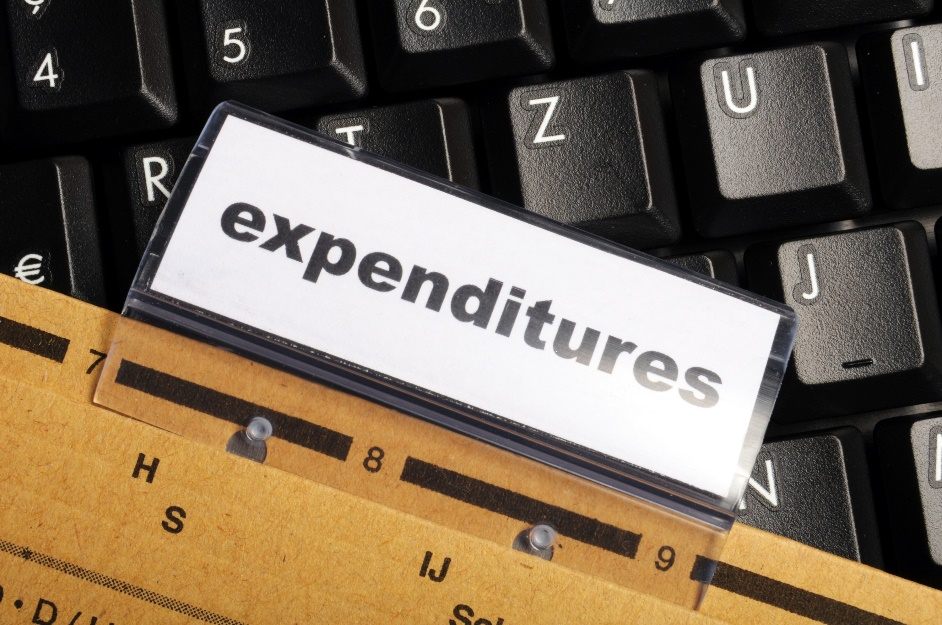 4 5 6
R T Z U I
expenditures
€
J
7 8 9
N
H
IJ
S